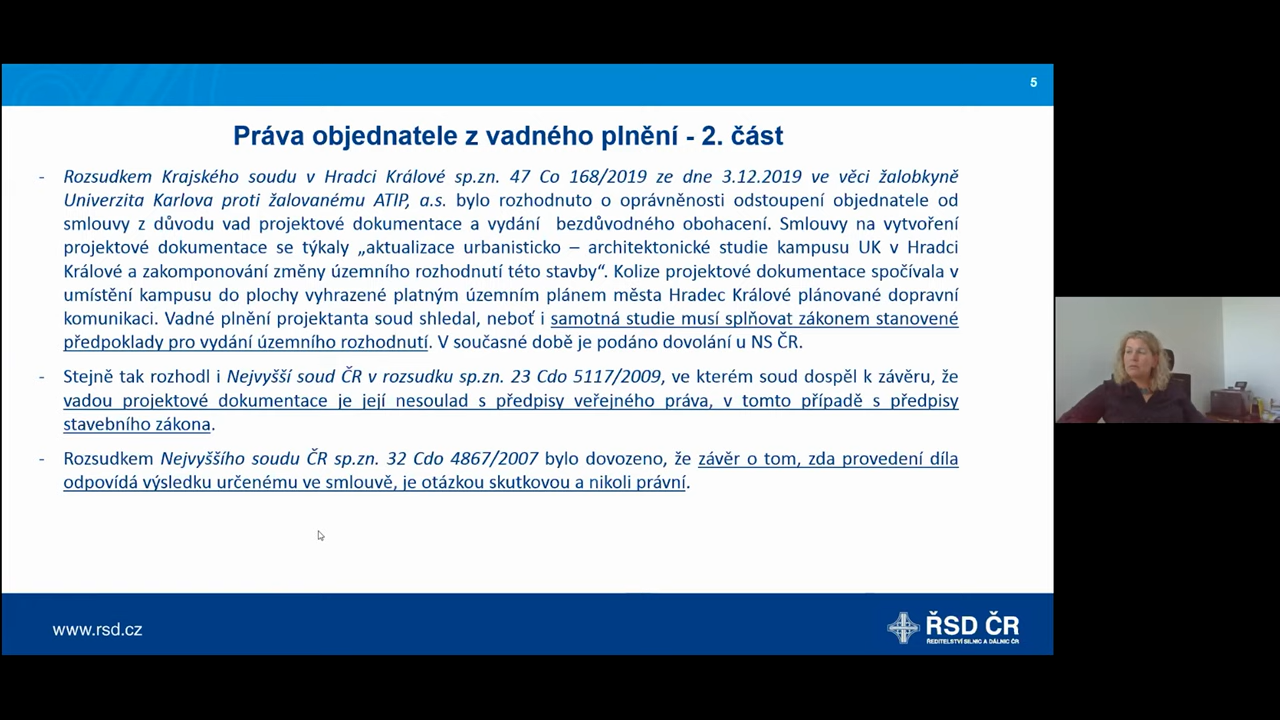 5
Práva objednatele z vadného plnění - 2. část
- Rozsudkem Krajského soudu v Hradci Králové sp.zn. 47 Co 168/2019 ze dne 3.12.2019 ve věci žalobkyně
Univerzita Karlova proti žalovanému ATIP, a.s. bylo rozhodnuto o oprávněnosti odstoupení objednatele od
smlouvy z důvodu vad projektové dokumentace a vydání bezdůvodného obohacení. Smlouvy na vytvoření
projektové dokumentace se týkaly „aktualizace urbanisticko – architektonické studie kampusu UK v Hradci
Králové a zakomponování změny územního rozhodnutí této stavby“. Kolize projektové dokumentace spočívala v
umístění kampusu do plochy vyhrazené platným územním plánem města Hradec Králové plánované dopravní
komunikaci. Vadné plnění projektanta soud shledal, neboť i samotná studie musí splňovat zákonem stanovené
předpoklady pro vydání územního rozhodnutí. V současné době je podáno dovolání u NS ČR.
- Stejně tak rozhodl i Nejvyšší soud ČR v rozsudku sp.zn. 23 Cdo 5117/2009, ve kterém soud dospěl k závěru, že
vadou projektové dokumentace je její nesoulad s předpisy veřejného práva, v tomto případě s předpisy
stavebního zákona.
- Rozsudkem Nejvyššího soudu ČR sp.zn. 32 Cdo 4867/2007 bylo dovozeno, že závěr o tom, zda provedení díla
odpovídá výsledku určenému ve smlouvě, je otázkou skutkovou a nikoli právní.
www.rsd.cz
ŘSD ČR
ŘEDITELSTVÍ SILNIC A DÁLNIC ČR